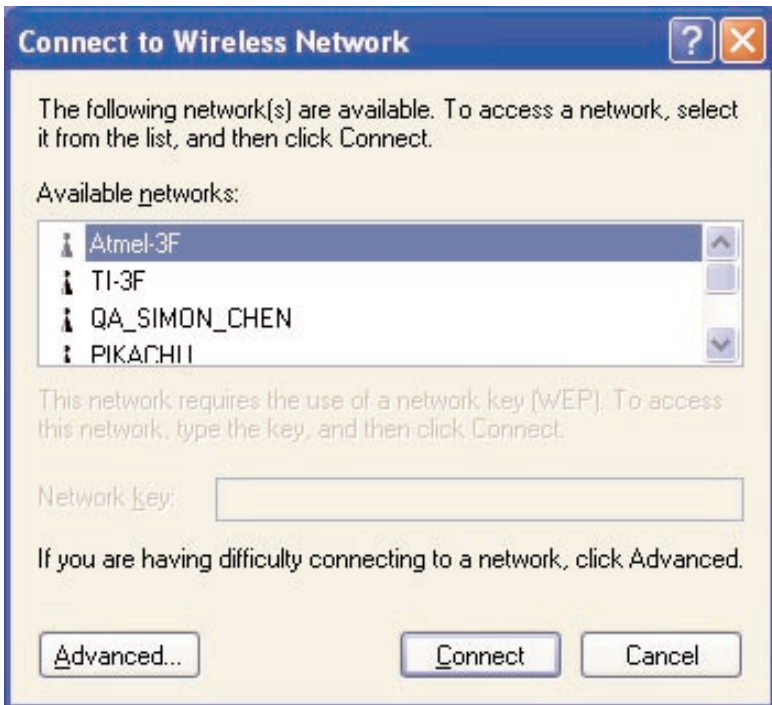 Connect to Wireless Network
The following network(s) are available. To access a network, select
it from the list, and then click Connect.
Available networks:
Atmel-3F
TI-3F
QA_SIMON_CHEN
PIKACHU
This network requires the use of a network key (WEP). To access
this network, type the key, and then click Connect.
Network key:
If you are having difficulty connecting to a network, click Advanced.
Advanced...
Connect
Cancel